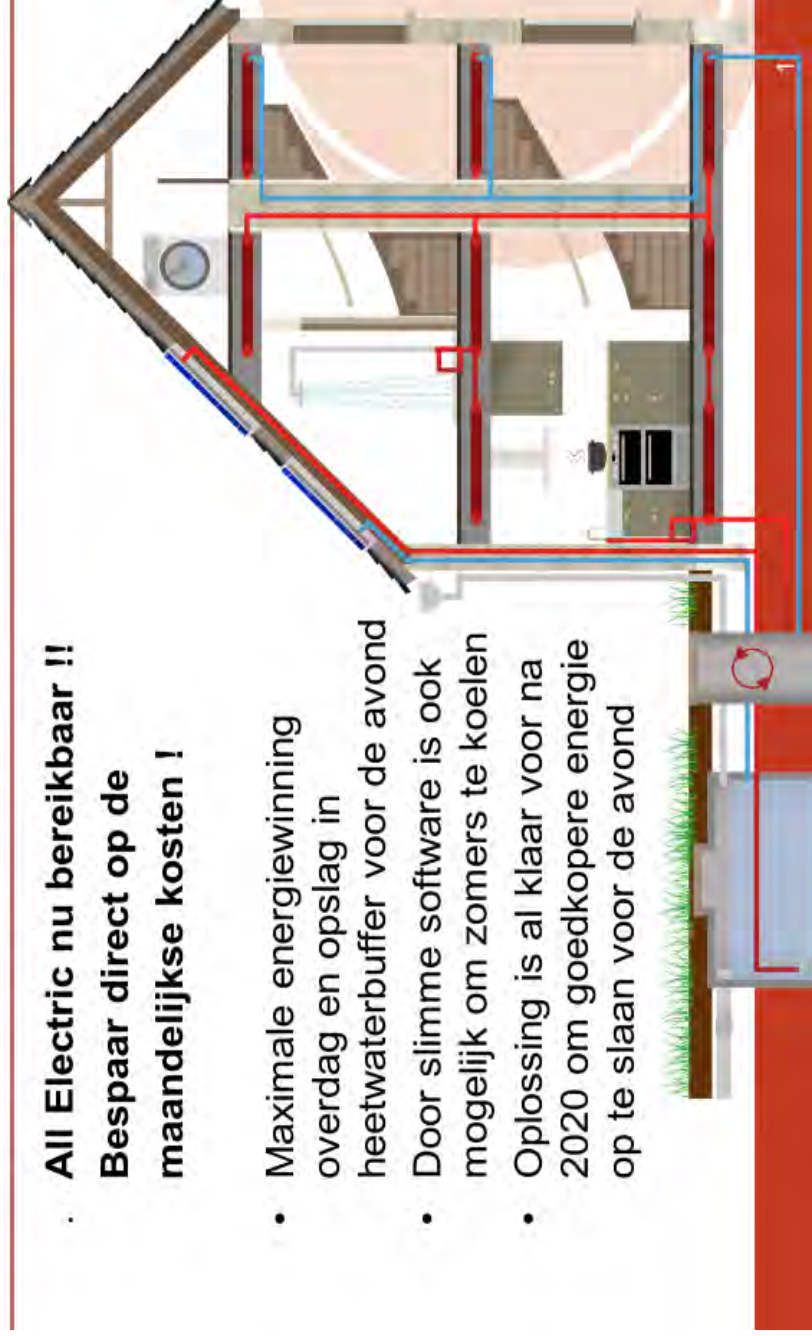 . All Electric nu bereikbaar !!
Bespaar direct op de
maandelijkse kosten !
• Maximale energiewinning
overdag en opslag in
heetwaterbuffer voor de avond
• Door slimme software is ook
mogelijk om zomers te koelen
• Oplossing is al klaar voor na
2020 om goedkopere energie
op te slaan voor de avond
1